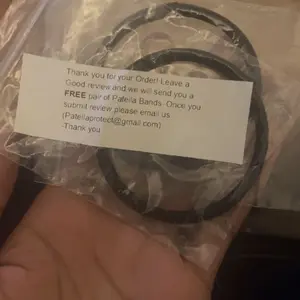 Thank you for your Order! Leave a
Good review and we will send you a
FREE pair of Patella Bands- Once you
submit review please email us
(Patellaprotect@gmail.com)
-Thank you